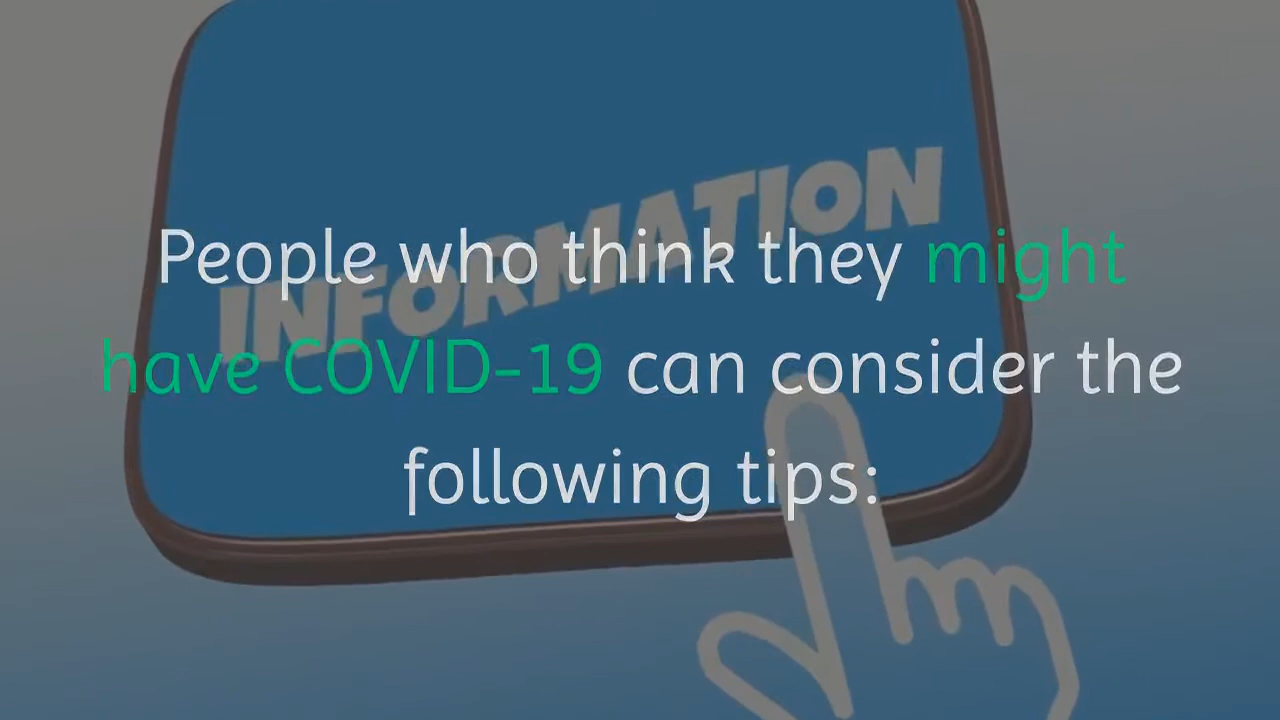 INFORMATION
People who think they might
have COVID-19 can consider the
following tips: